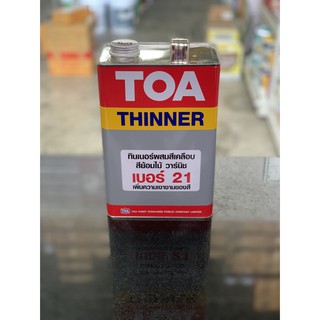 TOA
THINNER
ทินเนอร์ผสมสีเคลือบ
สีย้อมไม้ วาร์นิช
เบอร์ 21
เพิ่มความเงางามของสี
TOA